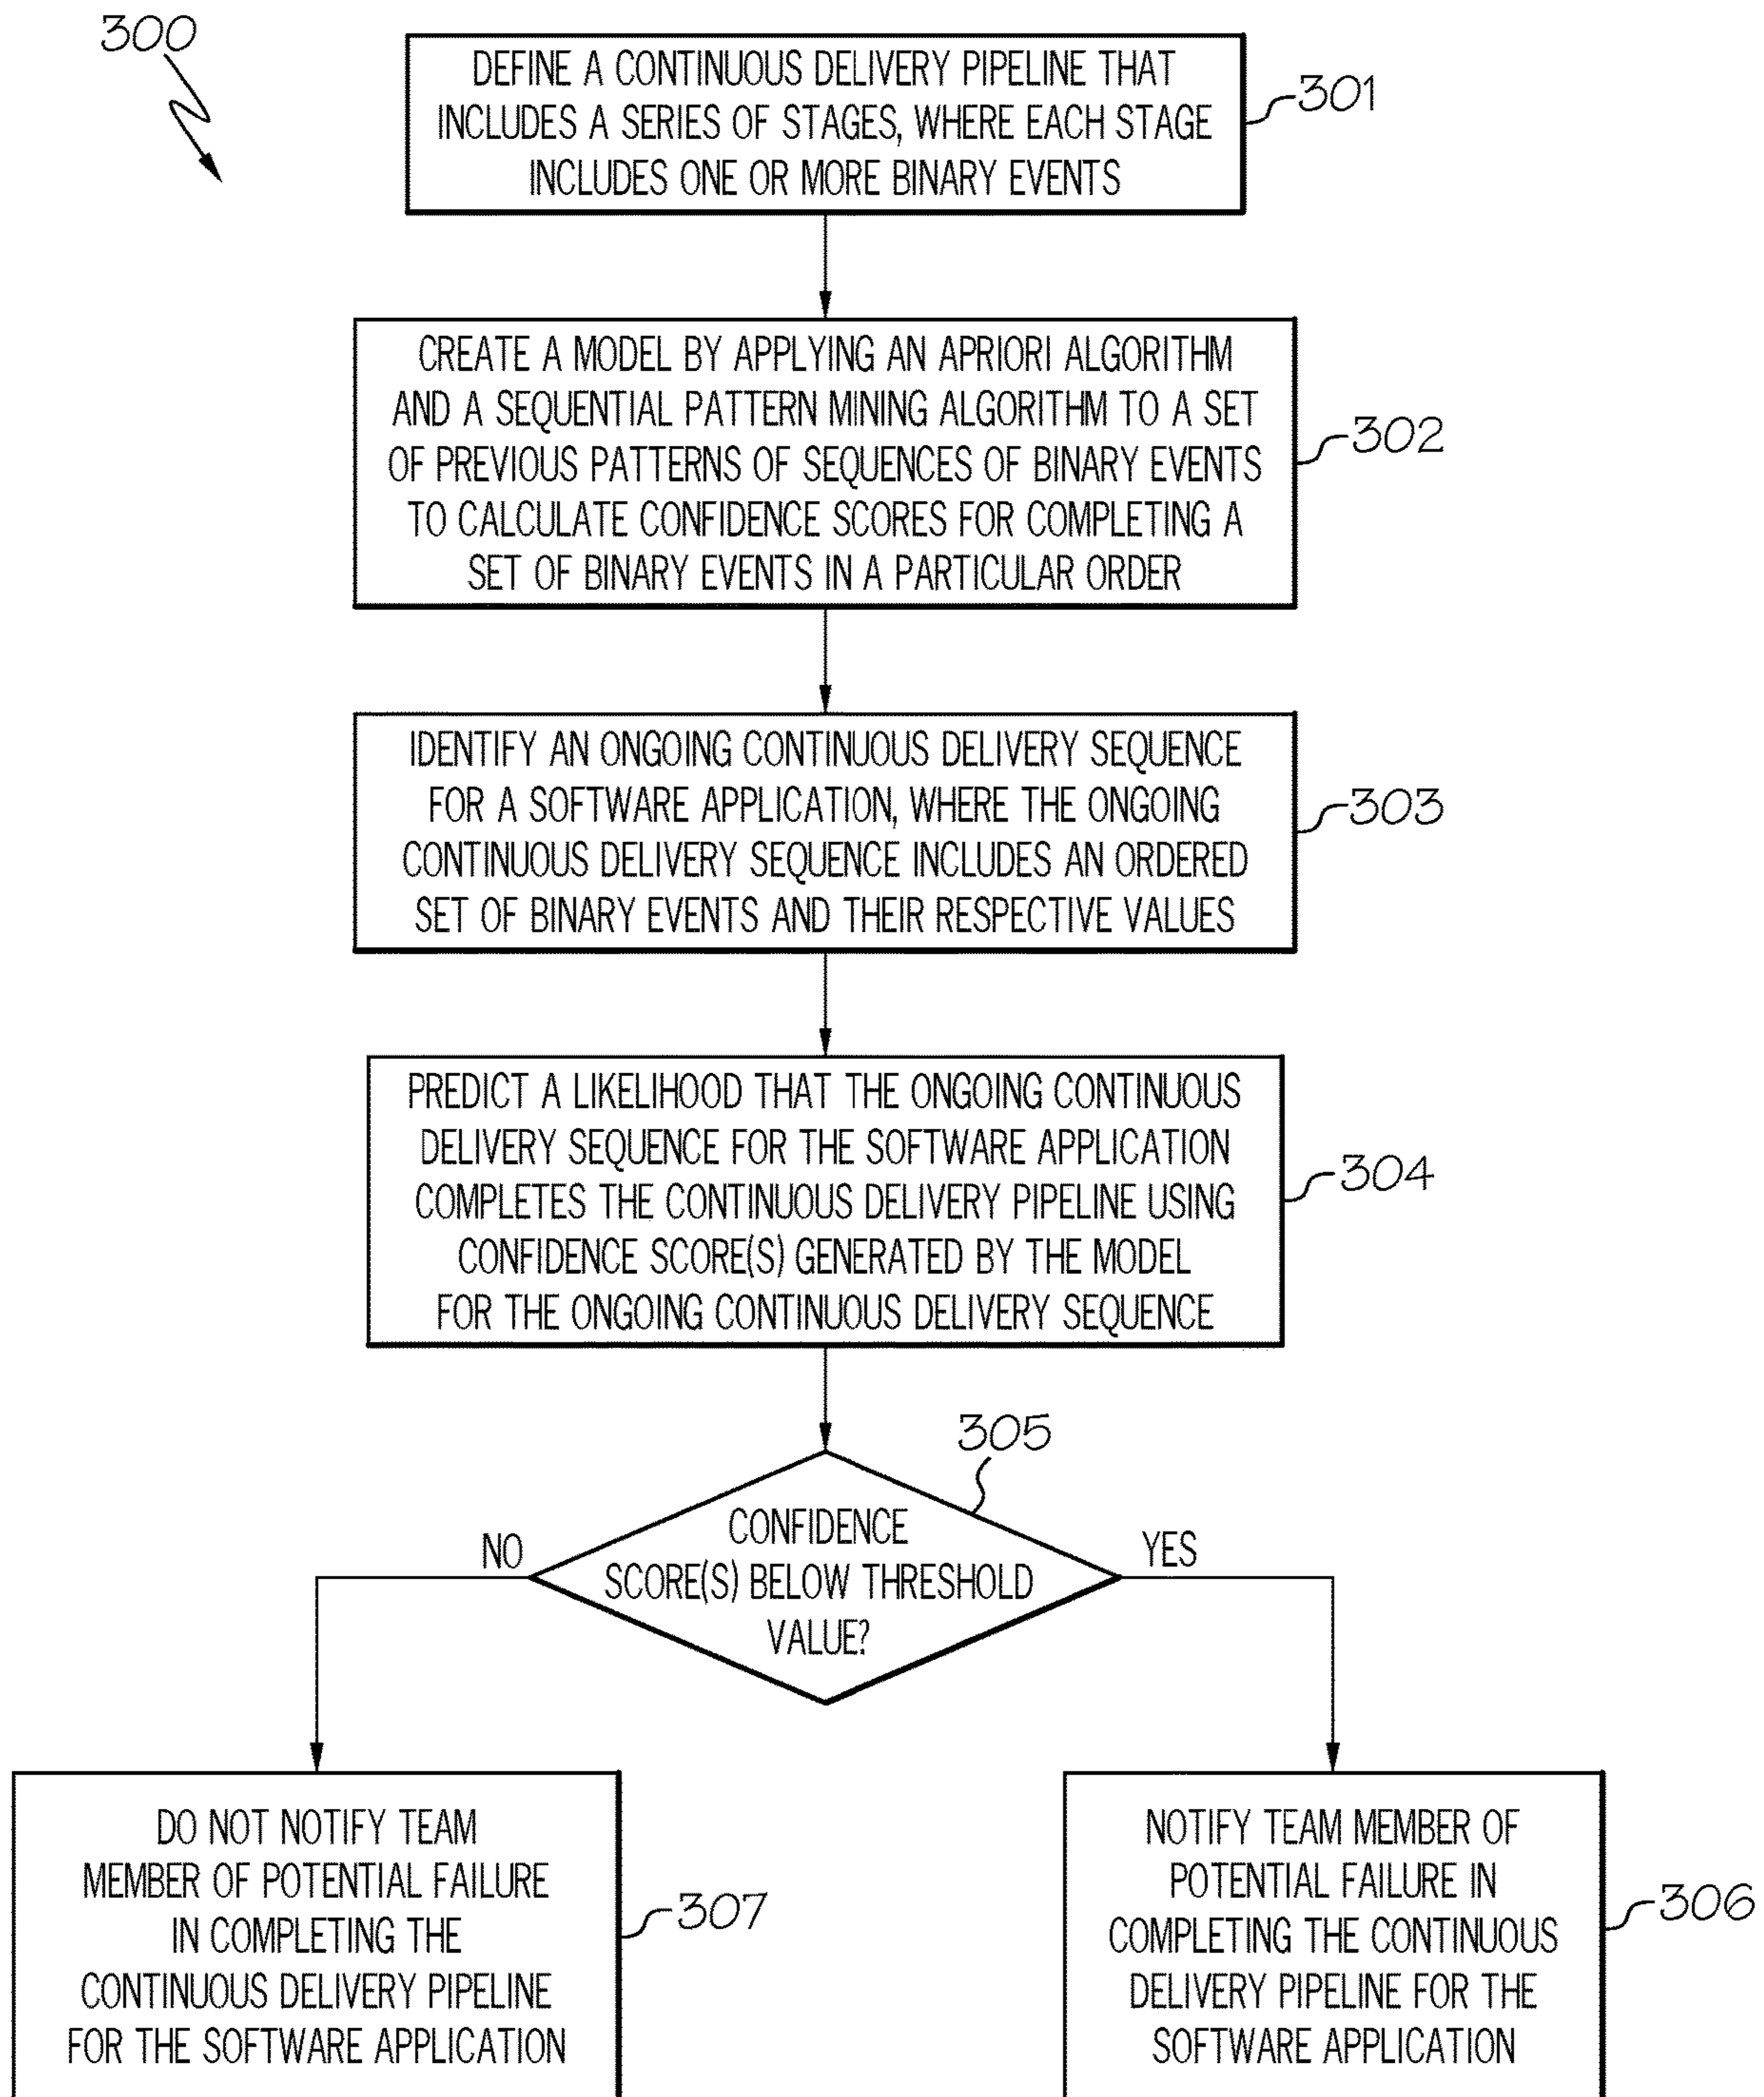 300
DEFINE A CONTINUOUS DELIVERY PIPELINE THAT
INCLUDES A SERIES OF STAGES, WHERE EACH STAGE
INCLUDES ONE OR MORE BINARY EVENTS
301
CREATE A MODEL BY APPLYING AN APRIORI ALGORITHM
AND A SEQUENTIAL PATTERN MINING ALGORITHM TO A SET
OF PREVIOUS PATTERNS OF SEQUENCES OF BINARY EVENTS
TO CALCULATE CONFIDENCE SCORES FOR COMPLETING A
SET OF BINARY EVENTS IN A PARTICULAR ORDER
302
IDENTIFY AN ONGOING CONTINUOUS DELIVERY SEQUENCE
FOR A SOFTWARE APPLICATION, WHERE THE ONGOING
CONTINUOUS DELIVERY SEQUENCE INCLUDES AN ORDERED
SET OF BINARY EVENTS AND THEIR RESPECTIVE VALUES
303
PREDICT A LIKELIHOOD THAT THE ONGOING CONTINUOUS
DELIVERY SEQUENCE FOR THE SOFTWARE APPLICATION
COMPLETES THE CONTINUOUS DELIVERY PIPELINE USING
CONFIDENCE SCORE(S) GENERATED BY THE MODEL
FOR THE ONGOING CONTINUOUS DELIVERY SEQUENCE
304
305
CONFIDENCE
SCORE(S) BELOW THRESHOLD
VALUE?
NO
YES
DO NOT NOTIFY TEAM
MEMBER OF POTENTIAL FAILURE
IN COMPLETING THE
CONTINUOUS DELIVERY PIPELINE
FOR THE SOFTWARE APPLICATION
307
NOTIFY TEAM MEMBER OF
POTENTIAL FAILURE IN
COMPLETING THE CONTINUOUS
DELIVERY PIPELINE FOR THE
SOFTWARE APPLICATION
306